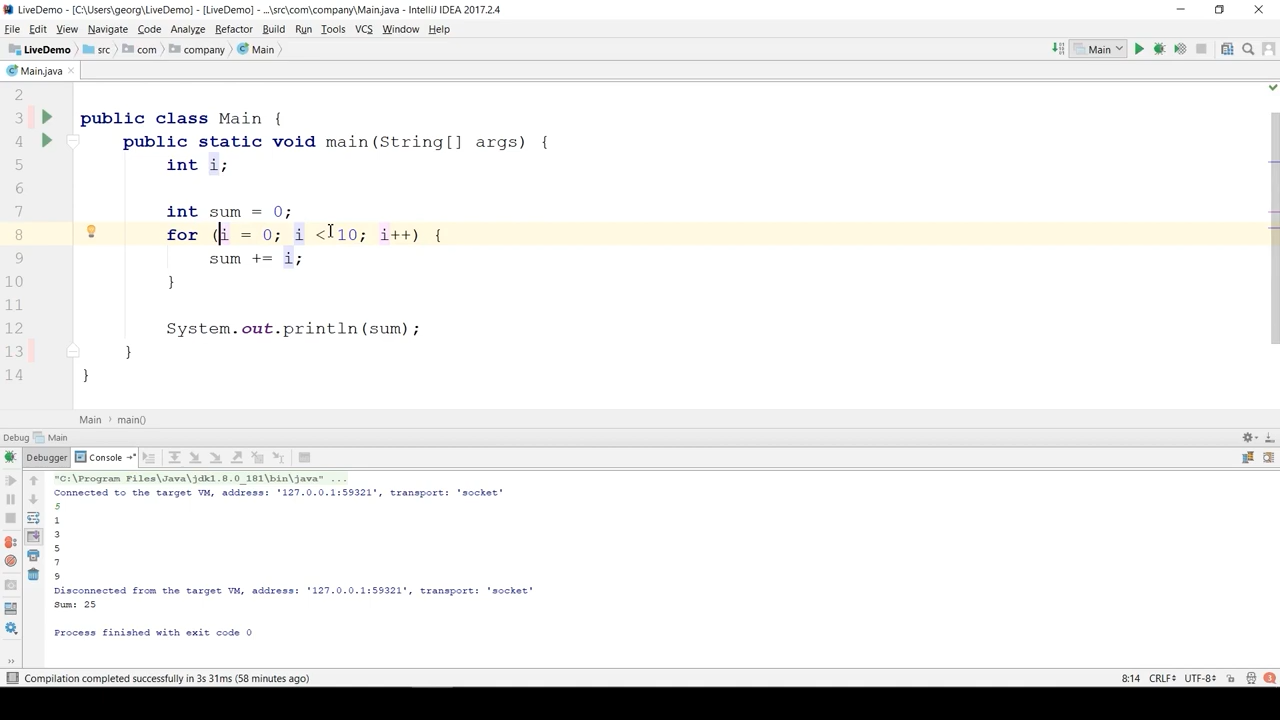 LiveDemo - [C:\Users\georg\LiveDemo] - [LiveDemo] - ...\src\com\company\Main.java - IntelliJ IDEA 2017.2.4
File Edit View Navigate Code Analyze Refactor Build Run Tools VCS Window Help
LiveDemo src com company Main Main
Main.java
2
3 public class Main {
4 public static void main(String[] args) {
5 int i;
6
7 int sum = 0;
8 for (i = 0; i < 10; i++) {
9 sum += i;
10 }
11
12 System.out.println(sum);
13 }
14 }
Main main()
Debug Main
Debugger Console
"C:\Program Files\Java\jdk1.8.0_181\bin\java" ...
Connected to the target VM, address: '127.0.0.1:59321', transport: 'socket'
5
1
3
5
7
9
Disconnected from the target VM, address: '127.0.0.1:59321', transport: 'socket'
Sum: 25
Process finished with exit code 0
Compilation completed successfully in 3s 31ms (58 minutes ago) 8:14 CRLF UTF-8 3